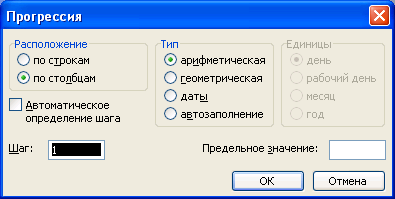 Прогрессия
Расположение
по строкам
по столбцам
Автоматическое
определение шага
Тип
арифметическая
геометрическая
даты
автозаполнение
Единицы
день
рабочий день
месяц
год
Шаг:
1
Предельное значение:
ОК
Отмена